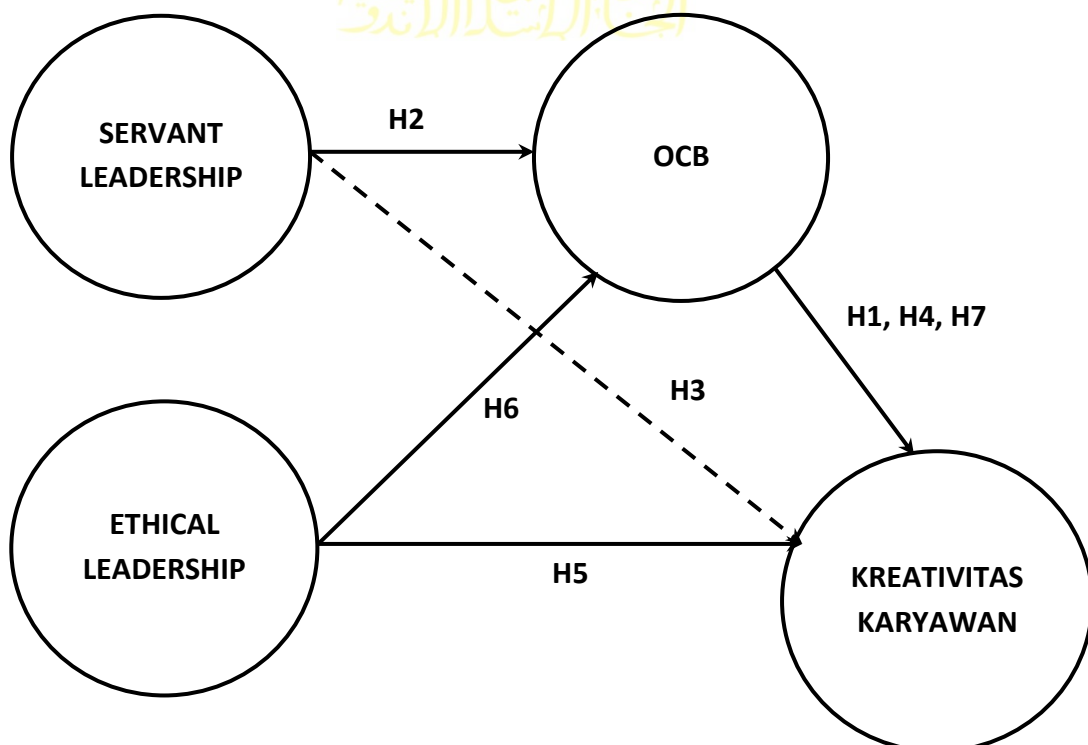 SERVANT
LEADERSHIP
H2
OCB
H1, H4, H7
H3
H6
ETHICAL
LEADERSHIP
H5
KREATIVITAS
KARYAWAN